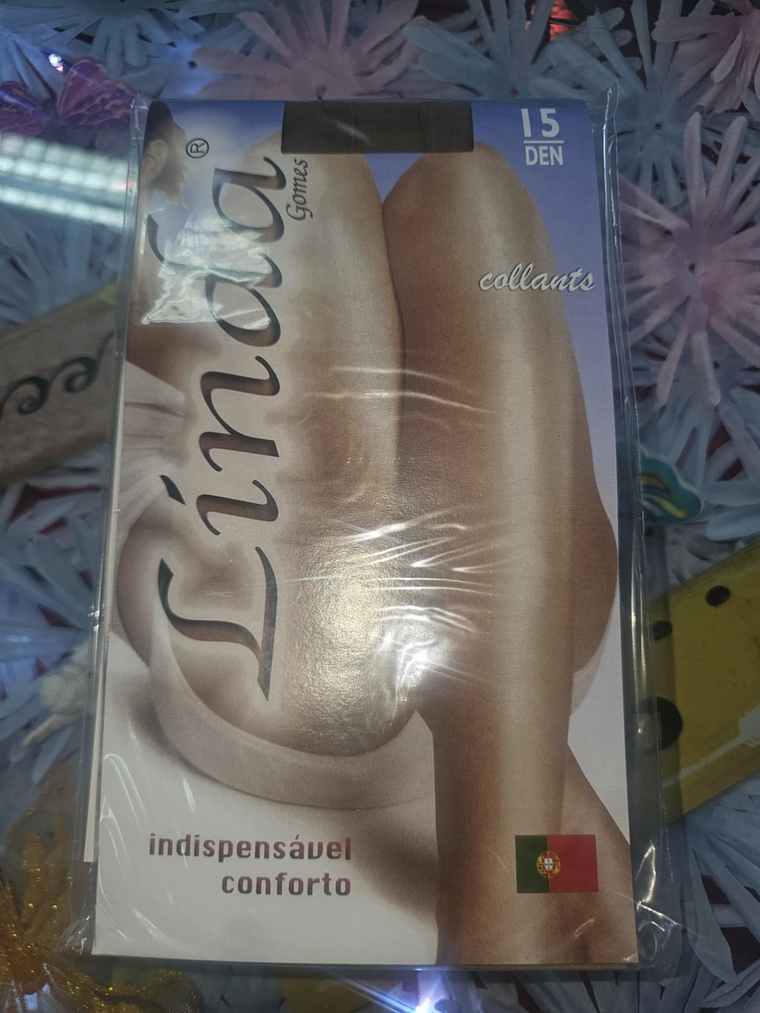 15
DEN
Linda®
Gomes
collants
indispensável
conforto